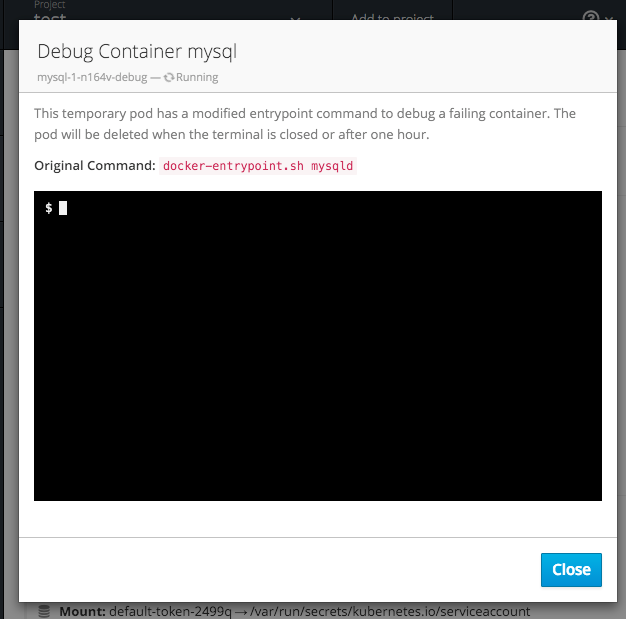 Project
test
Add to project
Debug Container mysql
mysql-1-n164v-debug — Running
This temporary pod has a modified entrypoint command to debug a failing container. The
pod will be deleted when the terminal is closed or after one hour.
Original Command: docker-entrypoint.sh mysqld
$
Close
Mount: default-token-2499q → /var/run/secrets/kubernetes.io/serviceaccount